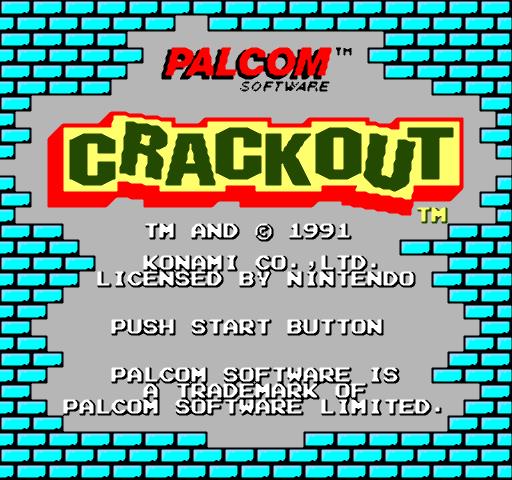 PALCOM™
SOFTWARE
CRACKOUT
™
TM AND © 1991
KONAMI CO.,LTD.
LICENSED BY NINTENDO
PUSH START BUTTON
PALCOM SOFTWARE IS
A TRADEMARK OF
PALCOM SOFTWARE LIMITED.